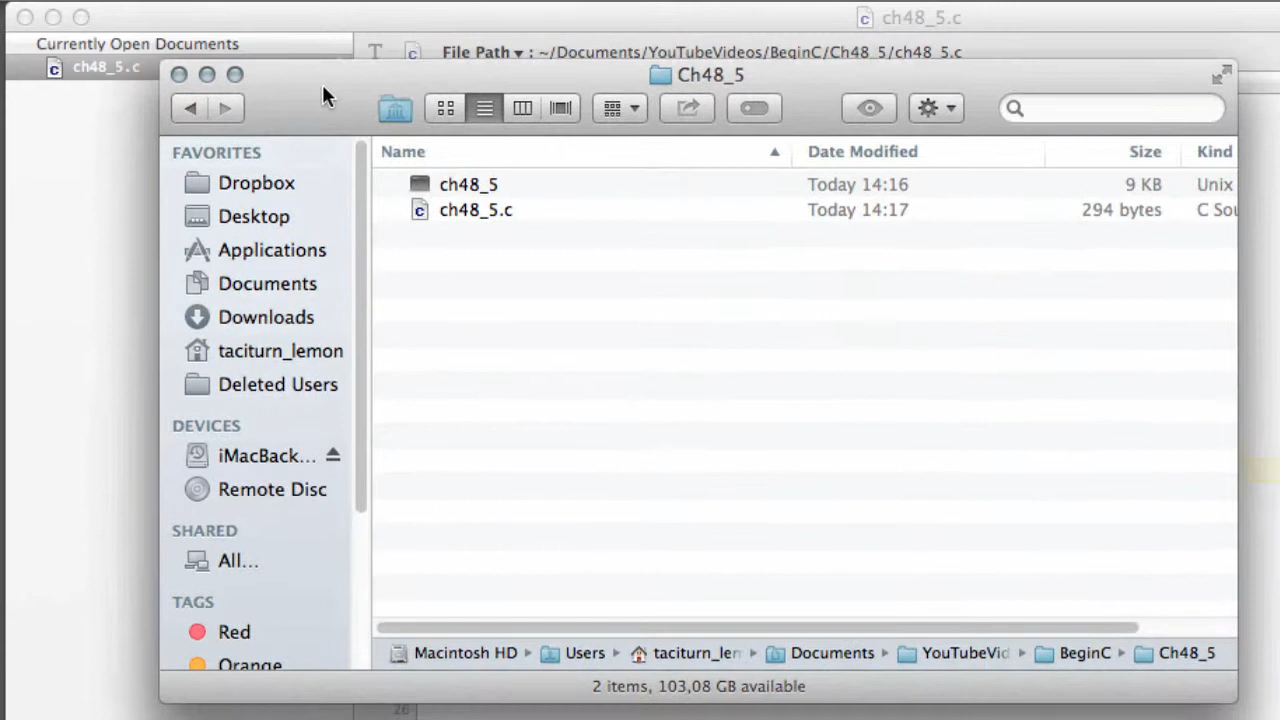 ch48_5.c
Currently Open Documents
ch48_5.c
File Path ▾ : ~/Documents/YouTubeVideos/BeginC/Ch48_5/ch48_5.c
Ch48_5
FAVORITES
Dropbox
Desktop
Applications
Documents
Downloads
taciturn_lemon
Deleted Users
DEVICES
iMacBack...
Remote Disc
SHARED
All...
TAGS
Red
Orange
Name Date Modified Size Kind
ch48_5 Today 14:16 9 KB Unix
ch48_5.c Today 14:17 294 bytes C Sou
Macintosh HD ▸ Users ▸ taciturn_len ▸ Documents ▸ YouTubeVid ▸ BeginC ▸ Ch48_5
2 items, 103,08 GB available
26